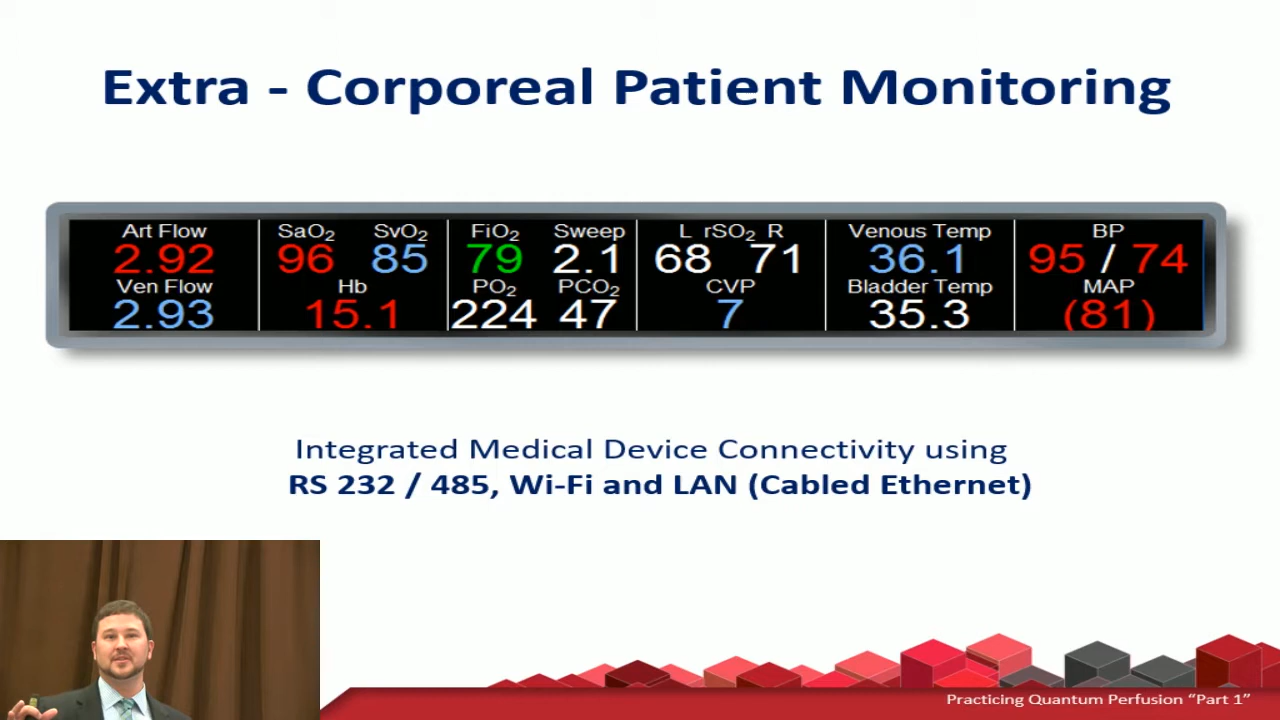 Extra - Corporeal Patient Monitoring
Art Flow SaO₂ SvO₂ FiO₂ Sweep L rSO₂ R Venous Temp BP
2.92 96 85 79 2.1 68 71 36.1 95 / 74
Ven Flow Hb PO₂ PCO₂ CVP Bladder Temp MAP
2.93 15.1 224 47 7 35.3 (81)
Integrated Medical Device Connectivity using
RS 232 / 485, Wi-Fi and LAN (Cabled Ethernet)
Practicing Quantum Perfusion “Part 1”